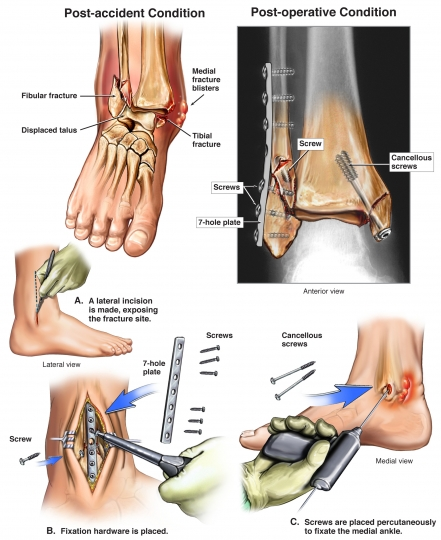 Post-accident Condition
Post-operative Condition
Medial
fracture
blisters
Fibular fracture
Displaced talus
Tibial
fracture
Screw
Cancellous
screws
Screws
7-hole plate
Anterior view
A. A lateral incision
is made, exposing
the fracture site.
Lateral view
Screws
7-hole
plate
Screw
B. Fixation hardware is placed.
Cancellous
screws
Medial view
C. Screws are placed percutaneously
to fixate the medial ankle.